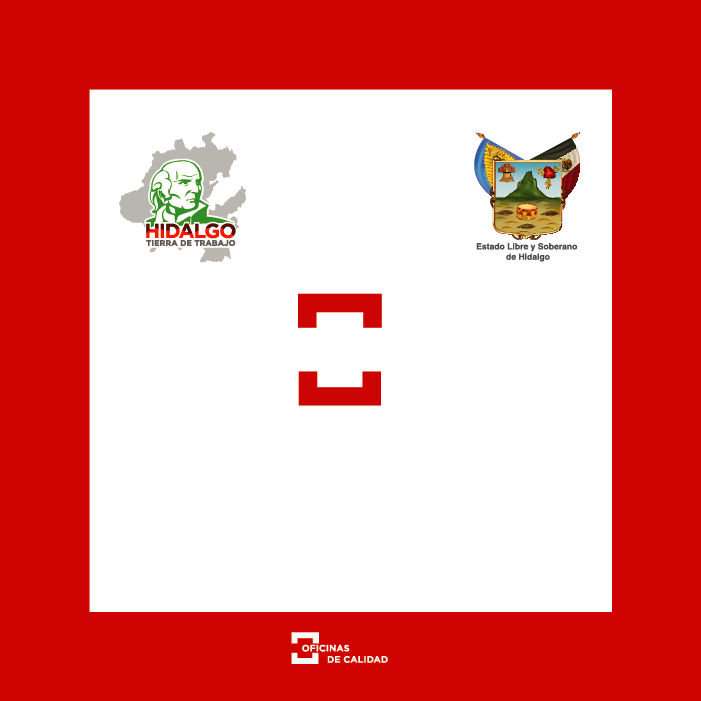 HIDALGO
TIERRA DE TRABAJO
Estado Libre y Soberano
de Hidalgo
OFICINAS
DE CALIDAD